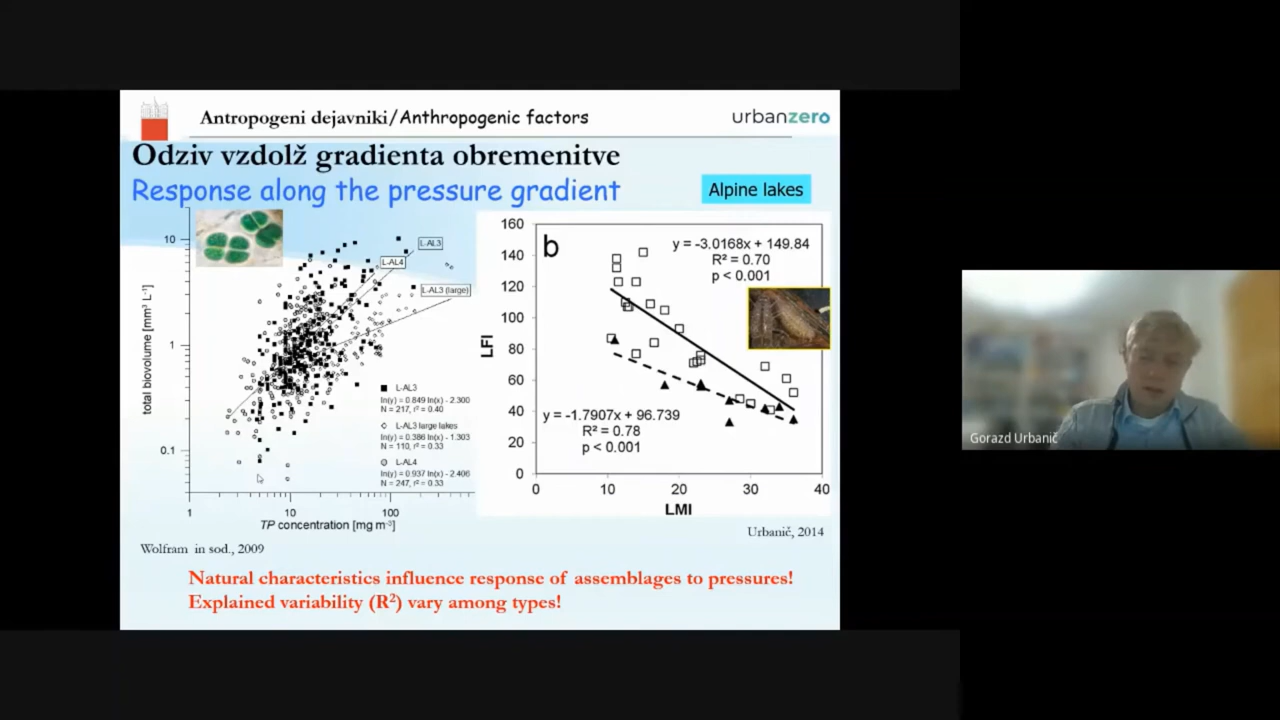 Antropogeni dejavniki/Anthropogenic factors
urbanzero
Odziv vzdolž gradienta obremenitve
Response along the pressure gradient
Alpine lakes
10
1
0.1
total biovolume [mm³ L⁻¹]
L-AL3
L-AL4
L-AL3 (large)
L-AL3
ln(y) = 0.849 ln(x) - 2.300
N = 217, r² = 0.40
L-AL3 large lakes
ln(y) = 0.386 ln(x) - 1.303
N = 110, r² = 0.33
L-AL4
ln(y) = 0.937 ln(x) - 2.406
N = 247, r² = 0.33
1
10
100
TP concentration [mg m⁻³]
Wolfram in sod., 2009
b
y = -3.0168x + 149.84
R² = 0.70
p < 0.001
160
140
120
100
80
60
40
20
0
LFI
y = -1.7907x + 96.739
R² = 0.78
p < 0.001
0
10
20
30
40
LMI
Urbanič, 2014
Natural characteristics influence response of assemblages to pressures!
Explained variability (R²) vary among types!
Gorazd Urbanič